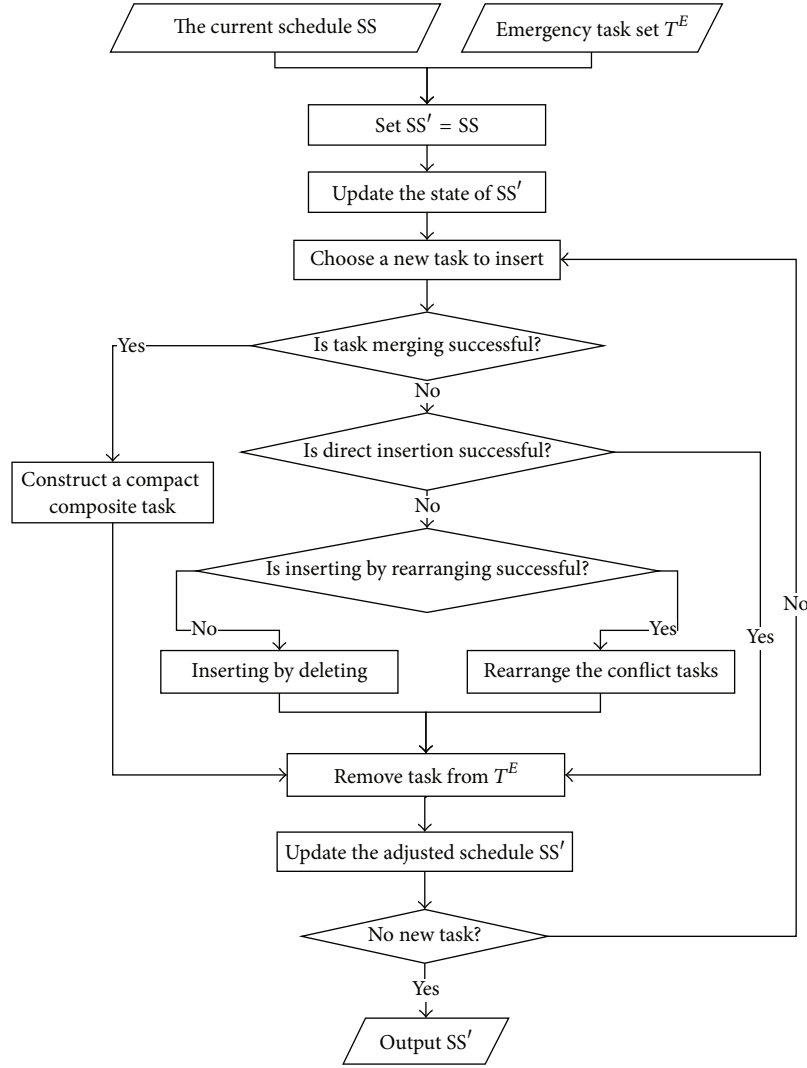 The current schedule SS
Emergency task set T^E
Set SS′ = SS
Update the state of SS′
Choose a new task to insert
Is task merging successful?
Yes
No
Is direct insertion successful?
Construct a compact
composite task
No
Is inserting by rearranging successful?
No
Yes
No
Yes
Inserting by deleting
Rearrange the conflict tasks
Remove task from T^E
Update the adjusted schedule SS′
No new task?
Yes
Output SS′